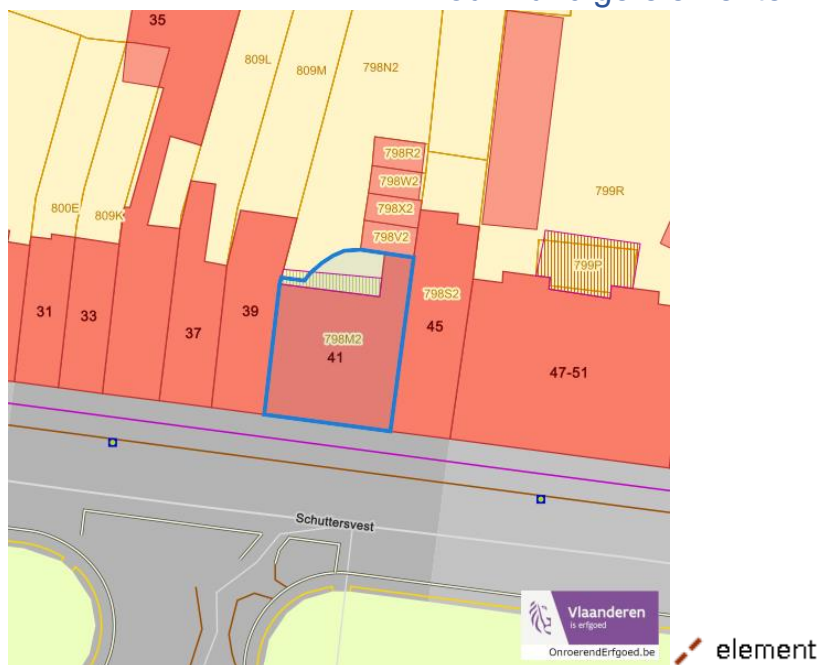 35
809L
809M
798N2
798R2
798W2
799R
800E
809K
798X2
798V2
799P
798S2
31
33
37
39
798M2
41
45
47-51
Schuttersvest
Vlaanderen
is erfgoed
OnroerendErfgoed.be
element